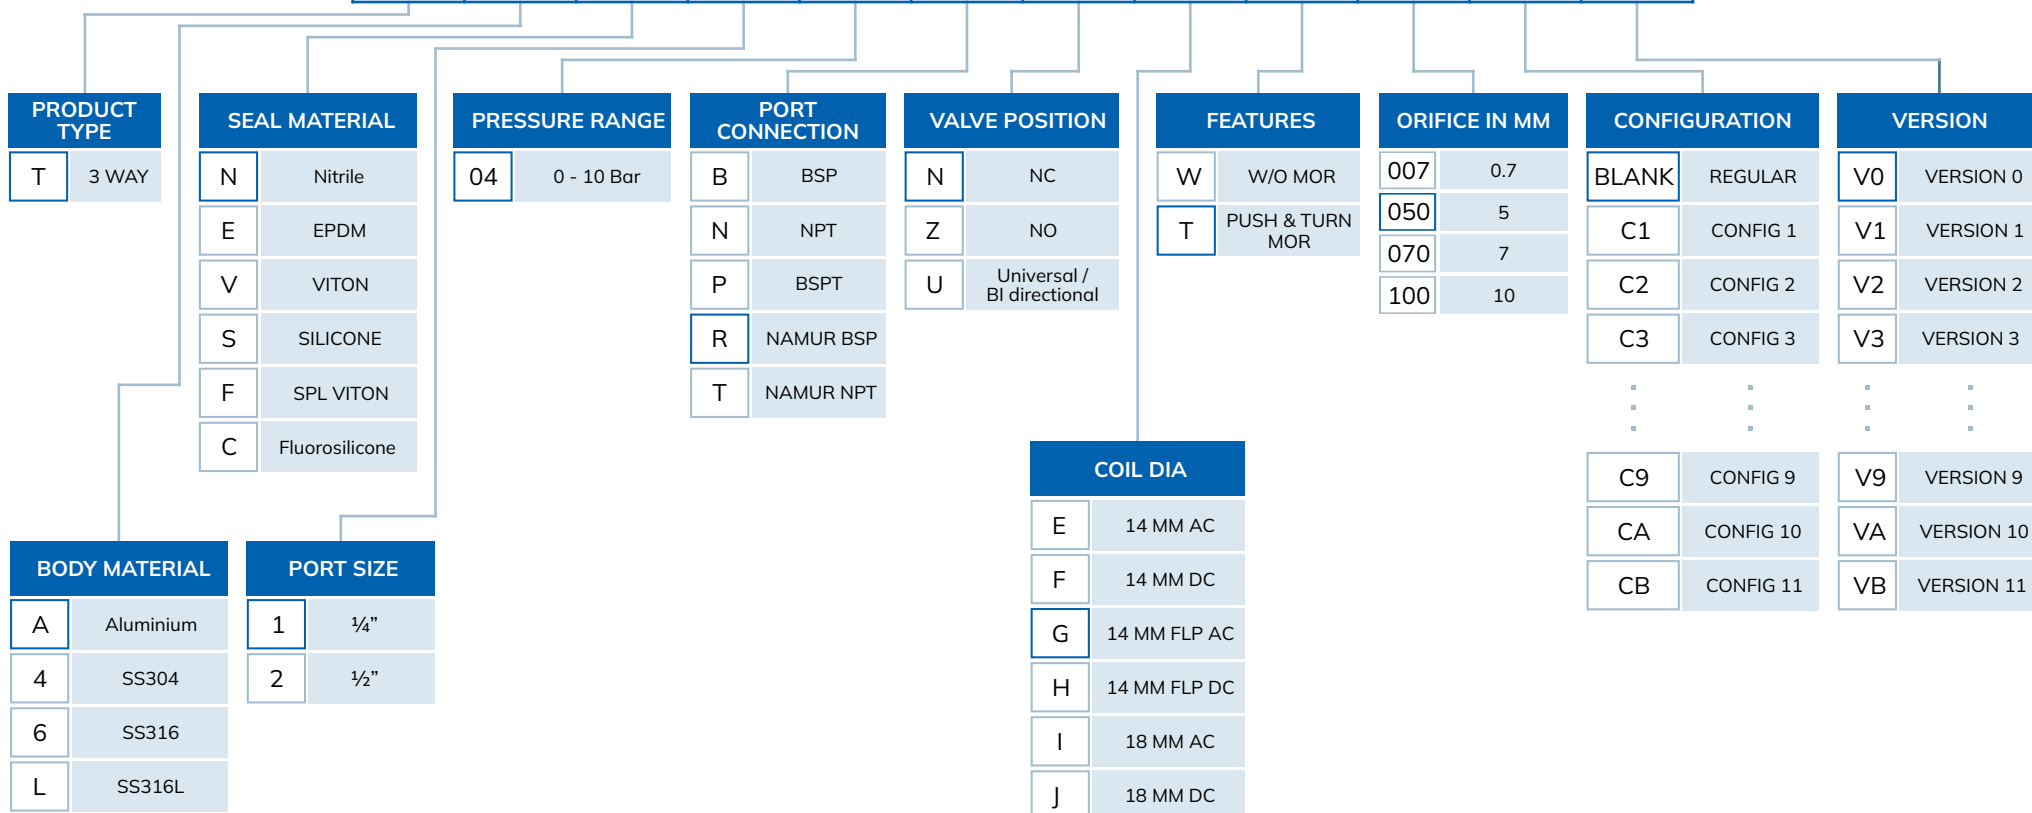 PRODUCT
TYPE
T 3 WAY
SEAL MATERIAL
N Nitrile
E EPDM
V VITON
S SILICONE
F SPL VITON
C Fluorosilicone
PRESSURE RANGE
04 0 - 10 Bar
PORT
CONNECTION
B BSP
N NPT
P BSPT
R NAMUR BSP
T NAMUR NPT
VALVE POSITION
N NC
Z NO
U Universal /
BI directional
FEATURES
W W/O MOR
T PUSH & TURN
MOR
ORIFICE IN MM
007 0.7
050 5
070 7
100 10
CONFIGURATION
BLANK REGULAR
C1 CONFIG 1
C2 CONFIG 2
C3 CONFIG 3
C9 CONFIG 9
CA CONFIG 10
CB CONFIG 11
VERSION
V0 VERSION 0
V1 VERSION 1
V2 VERSION 2
V3 VERSION 3
V9 VERSION 9
VA VERSION 10
VB VERSION 11
BODY MATERIAL
A Aluminium
4 SS304
6 SS316
L SS316L
PORT SIZE
1 ¼”
2 ½”
COIL DIA
E 14 MM AC
F 14 MM DC
G 14 MM FLP AC
H 14 MM FLP DC
I 18 MM AC
J 18 MM DC